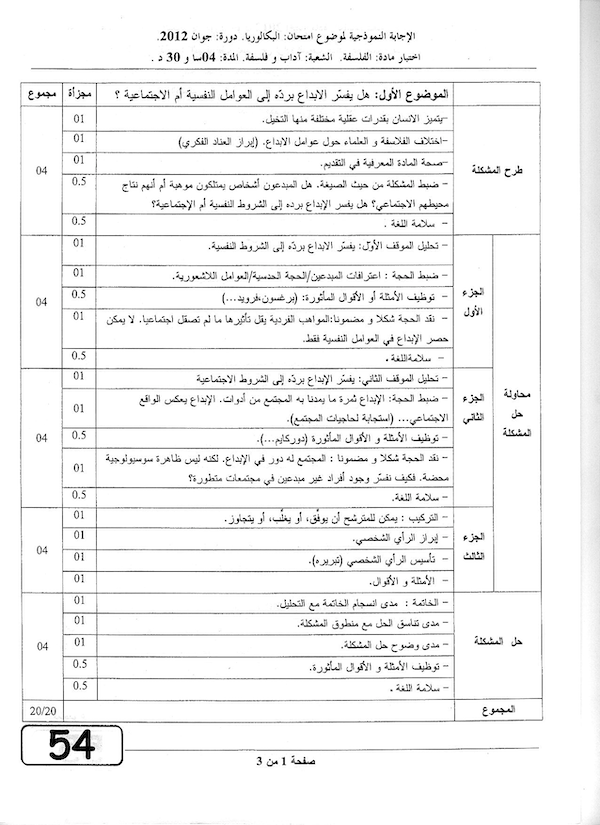 الإجابة النموذجية لموضوع امتحان: البكالوريا. دورة: جوان 2012.
اختبار مادة: الفلسفة. الشعبة: آداب و فلسفة. المدة: 04سا و 30 د .
الموضوع الأول: هل يفسّر الابداع بردّه إلى العوامل النفسية أم الاجتماعية ؟ مجزأة مجموع
طرح المشكلة
–يتميز الانسان بقدرات عقلية مختلفة منها التخيل. 01
–اختلاف الفلاسفة و العلماء حول عوامل الابداع. (إبراز العناد الفكري) 01
–صحة المادة المعرفية في التقديم. 01
– ضبط المشكلة من حيث الصيغة. هل المبدعون أشخاص يمتلكون موهبة أم أنهم نتاج 0.5
محيطهم الاجتماعي؟ هل يفسر الإبداع برده إلى الشروط النفسية أم الإجتماعية؟
– سلامة اللغة . 0.5
04
محاولة حل المشكلة
الجزء الأول
– تحليل الموقف الأوّل: يفسّر الإبداع بردّه إلى الشروط النفسية. 01
– ضبط الحجة : اعترافات المبدعين/الحجة الحدسية/العوامل اللاشعورية. 01
– توظيف الأمثلة أو الأقوال المأثورة: (برغسون،فرويد...) 0.5
– نقد الحجة شكلا و مضمونا:المواهب الفردية يقل تأثيرها ما لم تصقل اجتماعيا. لا يمكن 01
حصر الإبداع في العوامل النفسية فقط.
– سلامةاللغة . 0.5
04
الجزء الثاني
– تحليل الموقف الثاني: يفسّر الإبداع بردّه إلى الشروط الاجتماعية 01
– ضبط الحجة: الإبداع ثمرة ما يمدنا به المجتمع من أدوات. الإبداع يعكس الواقع 01
الاجتماعي... (استجابة لحاجيات المجتمع).
– توظيف الأمثلة و الأقوال المأثورة (دوركايم...). 0.5
– نقد الحجة شكلا و مضمونا : المجتمع له دور في الإبداع. لكنه ليس ظاهرة سوسيولوجية 01
محضة. فكيف نفسّر وجود أفراد غير مبدعين في مجتمعات متطورة؟
– سلامة اللغة. 0.5
04
الجزء الثالث
– التركيب : يمكن للمترشح أن يوفّق، أو يغلّب، أو يتجاوز. 01
– إبراز الرأي الشخصي. 01
– تأسيس الرأي الشخصي (تبريره). 01
– الأمثلة و الأقوال. 01
04
حل المشكلة
– الخاتمة : مدى انسجام الخاتمة مع التحليل. 01
– مدى تناسق الحل مع منطوق المشكلة. 01
– مدى وضوح حل المشكلة. 01
– توظيف الأمثلة و الأقوال المأثورة. 0.5
– سلامة اللغة . 0.5
04
المجموع 20/20
54
صفحة 1 من 3